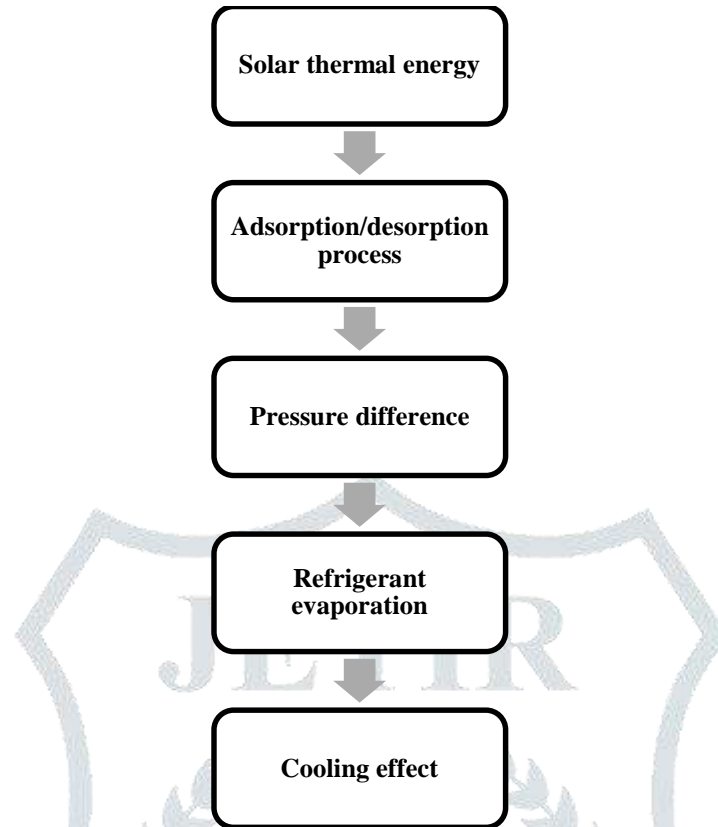 Solar thermal energy
Adsorption/desorption
process
Pressure difference
Refrigerant
evaporation
JETIR
Cooling effect